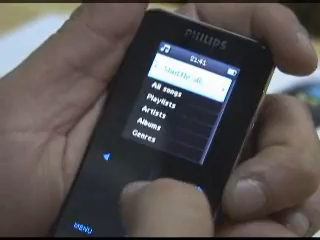 PHILIPS
01:41
All songs
Playlists
Artists
Albums
Genres
MENU